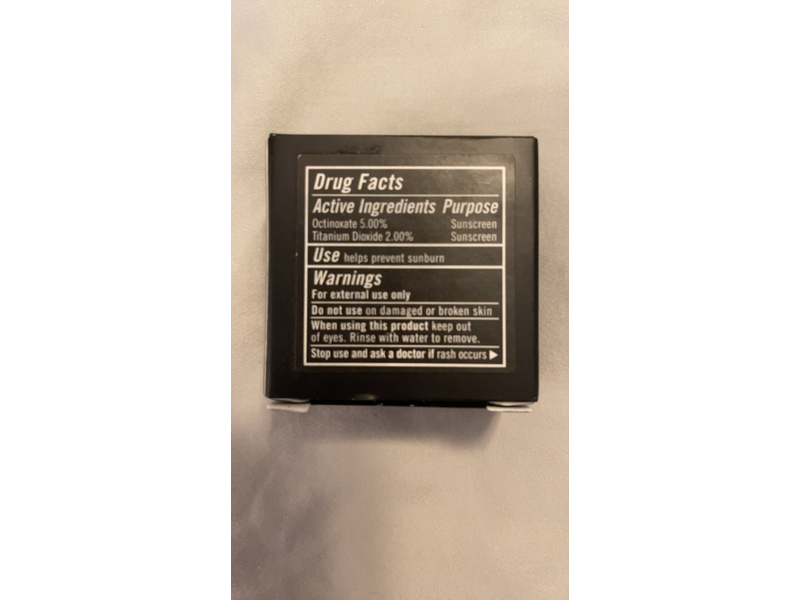 Drug Facts
Active Ingredients Purpose
Octinoxate 5.00% Sunscreen
Titanium Dioxide 2.00% Sunscreen
Use helps prevent sunburn
Warnings
For external use only
Do not use on damaged or broken skin
When using this product keep out
of eyes. Rinse with water to remove.
Stop use and ask a doctor if rash occurs ▶